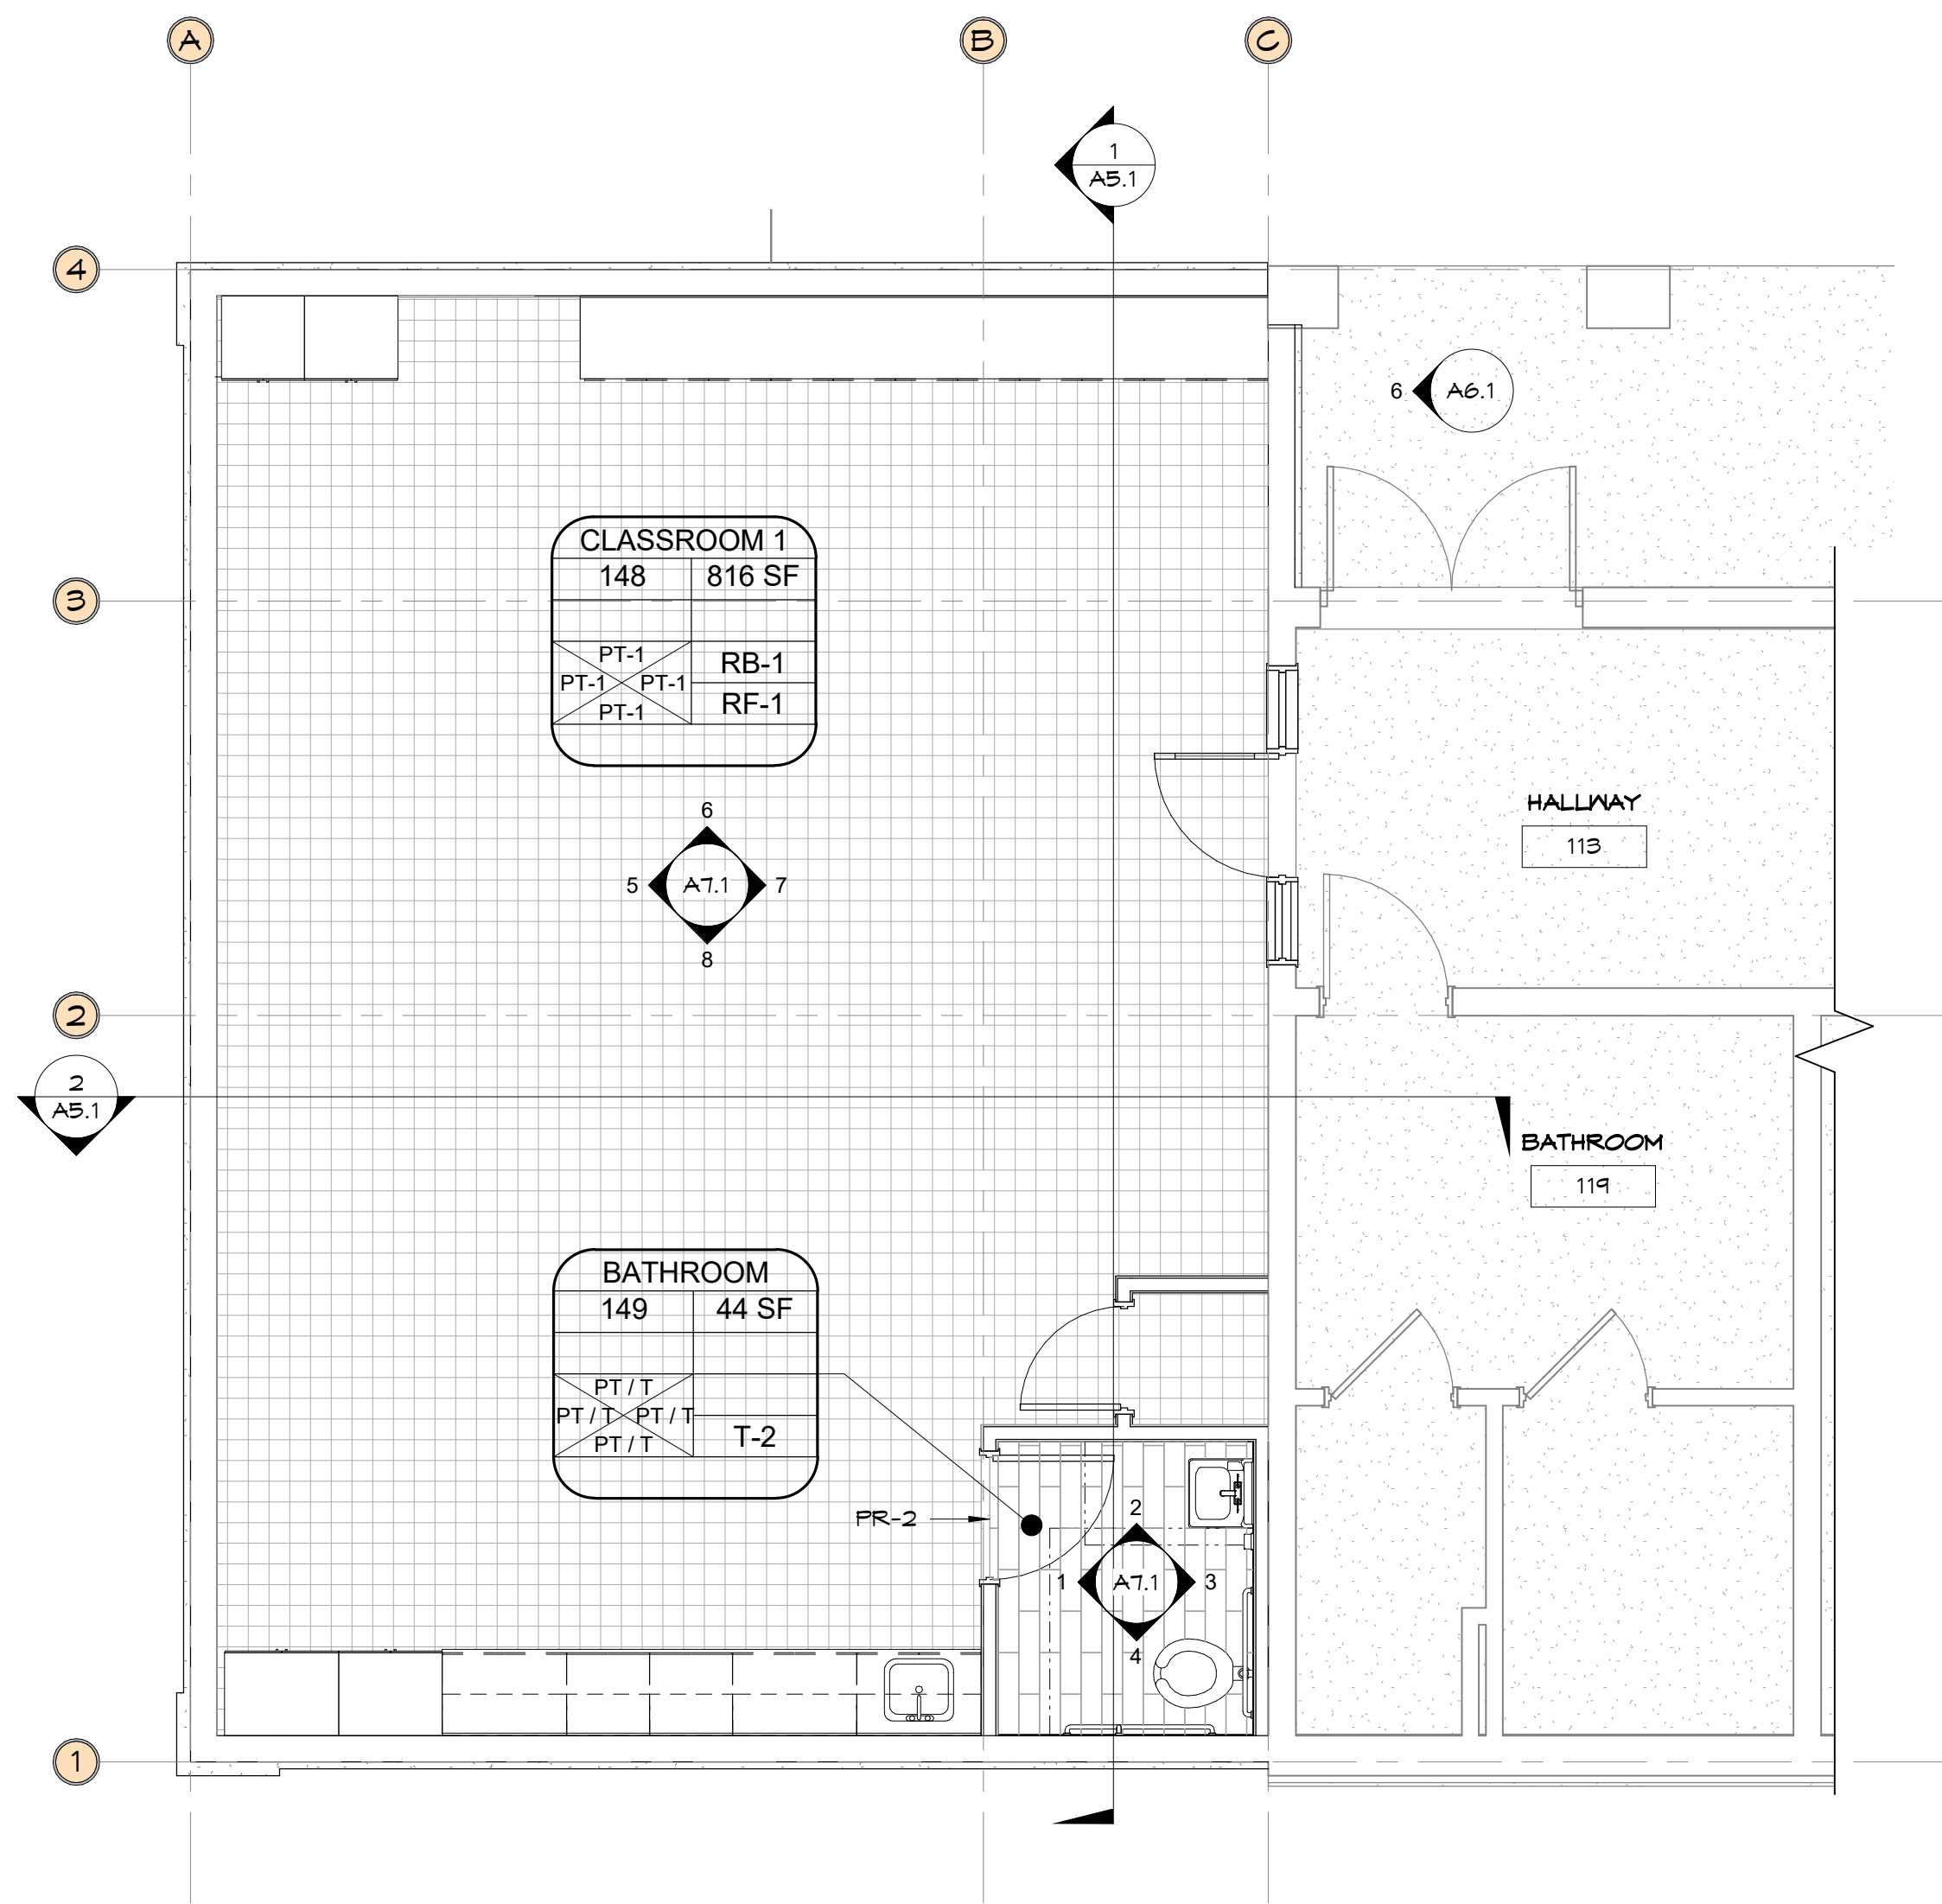 A
B
C
1
A5.1
4
6
A6.1
CLASSROOM 1
148
816 SF
3
PT-1
PT-1
PT-1
PT-1
RB-1
RF-1
HALLWAY
113
6
5
A7.1
7
8
2
2
A5.1
BATHROOM
119
BATHROOM
149
44 SF
PT / T
PT / T
PT / T
PT / T
T-2
PR-2
2
1
A7.1
3
4
1